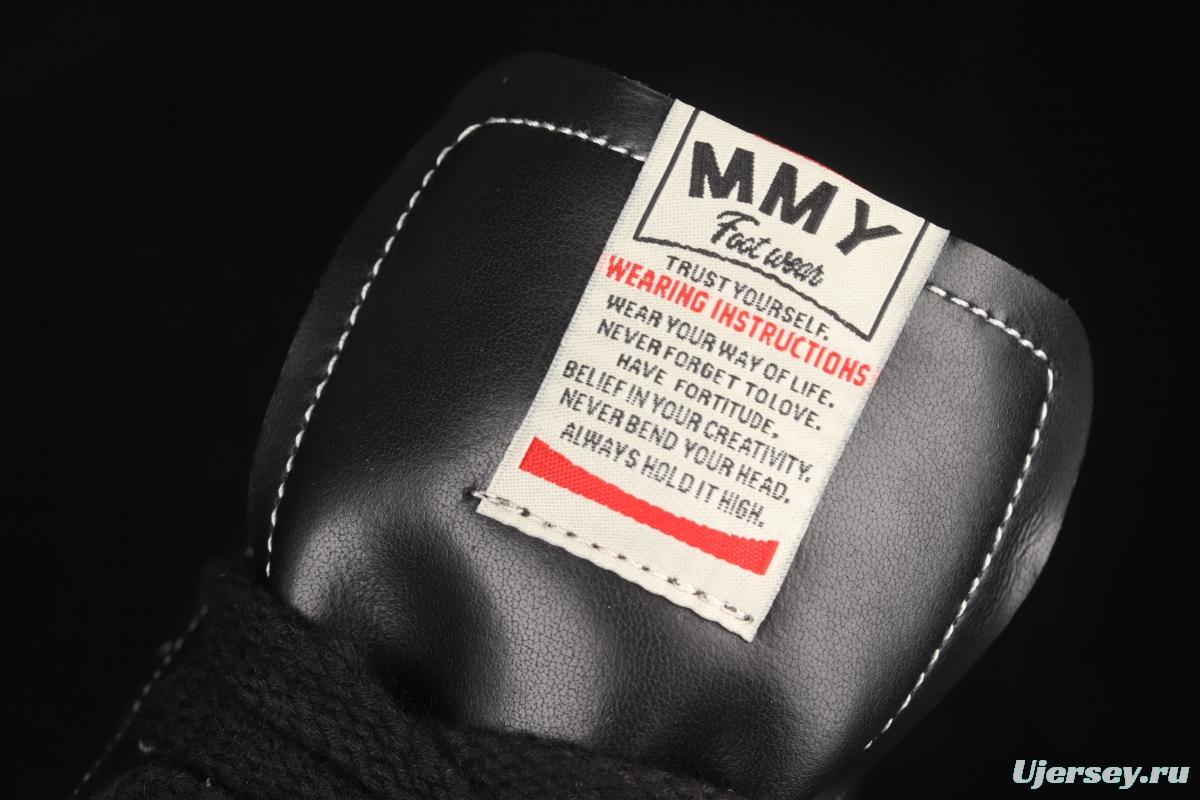 MMY
Foot wear
TRUST YOURSELF.
WEARING INSTRUCTIONS
WEAR YOUR WAY OF LIFE.
NEVER FORGET TO LOVE.
HAVE FORTITUDE,
BELIEF IN YOUR CREATIVITY.
NEVER BEND YOUR HEAD.
ALWAYS HOLD IT HIGH.
Ujersey.ru